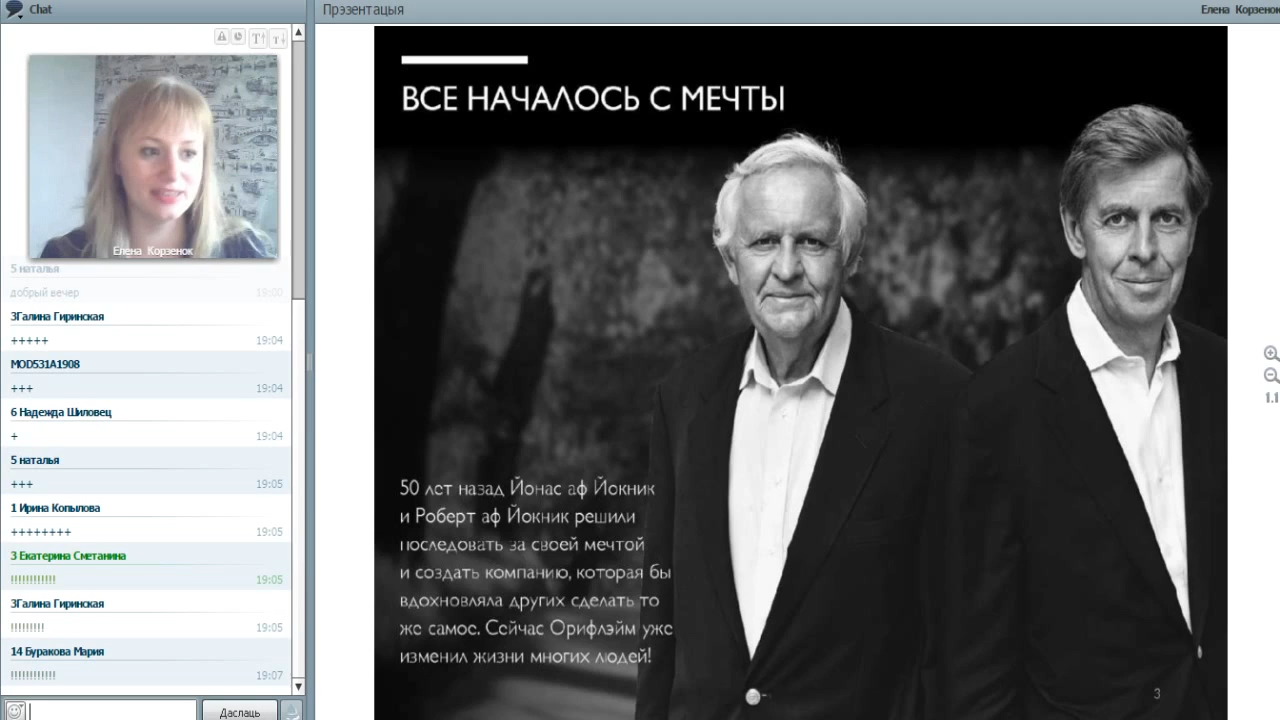 Chat
Елена Корзенок
5 наталья
добрый вечер 19:00
3Галина Гиринская
+++++ 19:04
MOD531A1908
+++ 19:04
6 Надежда Шиловец
+ 19:04
5 наталья
+++ 19:05
1 Ирина Копылова
++++++++ 19:05
3 Екатерина Сметанина
!!!!!!!!!!!! 19:05
3Галина Гиринская
!!!!!!!!! 19:05
14 Буракова Мария
!!!!!!!!!!!! 19:07
Даслаць
Прэзентацыя
Елена Корзенок
ВСЕ НАЧАЛОСЬ С МЕЧТЫ
50 лет назад Йонас аф Йокник
и Роберт аф Йокник решили
последовать за своей мечтой
и создать компанию, которая бы
вдохновляла других сделать то
же самое. Сейчас Орифлэйм уже
изменил жизни многих людей!
3
1.1